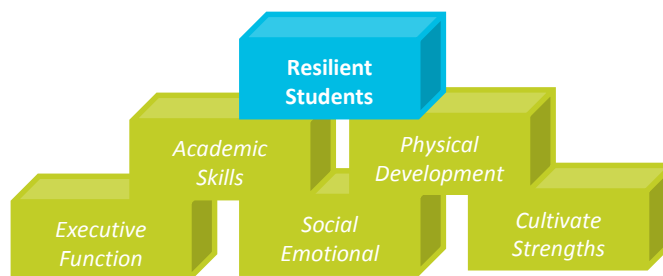 Resilient
Students
Academic
Skills
Physical
Development
Executive
Function
Social
Emotional
Cultivate
Strengths